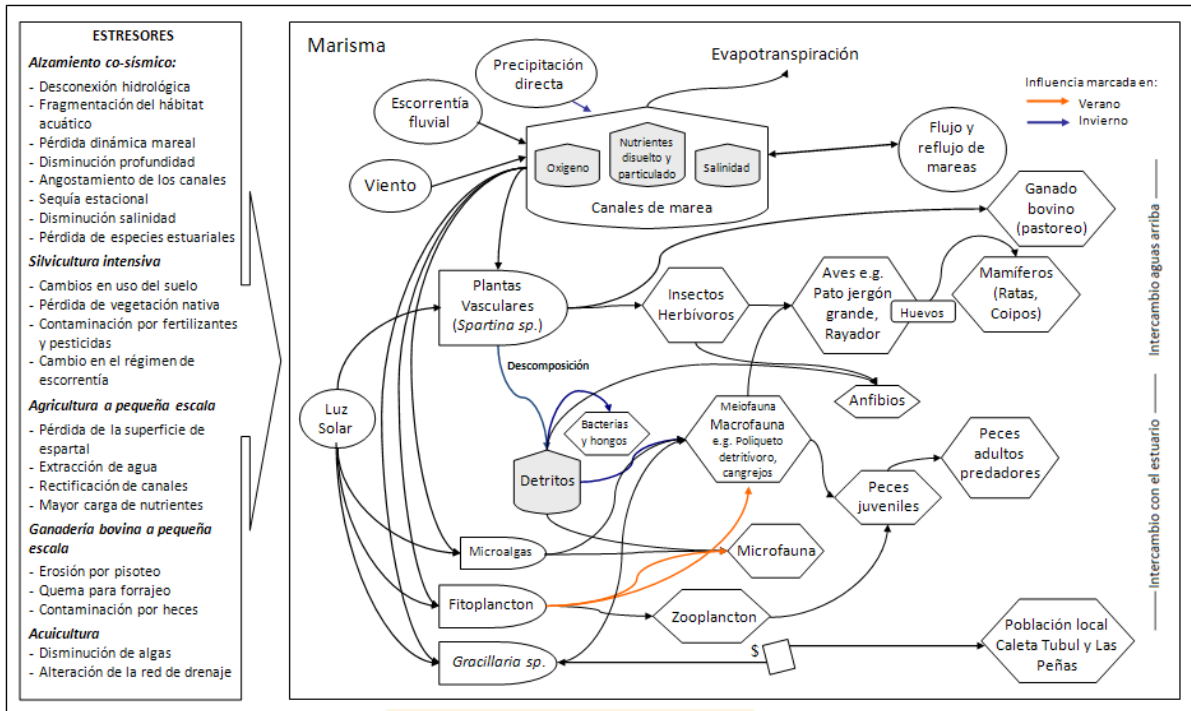 ESTRESORES
Alzamiento co-sísmico:
- Desconexión hidrológica
- Fragmentación del hábitat
acuático
- Pérdida dinámica mareal
- Disminución profundidad
- Angostamiento de los canales
- Sequía estacional
- Disminución salinidad
- Pérdida de especies estuariales
Silvicultura intensiva
- Cambios en uso del suelo
- Pérdida de vegetación nativa
- Contaminación por fertilizantes
y pesticidas
- Cambio en el régimen de
escorrentía
Agricultura a pequeña escala
- Pérdida de la superficie de
espartal
- Extracción de agua
- Rectificación de canales
- Mayor carga de nutrientes
Ganadería bovina a pequeña
escala
- Erosión por pisoteo
- Quema para forrajeo
- Contaminación por heces
Acuicultura
- Disminución de algas
- Alteración de la red de drenaje
Marisma
Precipitación
directa
Evapotranspiración
Influencia marcada en:
Verano
Invierno
Escorrentía
fluvial
Viento
Oxigeno
Nutrientes
disuelto y
particulado
Salinidad
Canales de marea
Flujo y
reflujo de
mareas
Ganado
bovino
(pastoreo)
Plantas
Vasculares
(Spartina sp.)
Insectos
Herbívoros
Aves e.g.
Pato jergón
grande,
Rayador
Huevos
Mamíferos
(Ratas,
Coipos)
Intercambio aguas arriba
Descomposición
Luz
Solar
Bacterias
y hongos
Anfibios
Meiofauna
Macrofauna
e.g. Poliqueto
detritívoro,
cangrejos
Detritos
Peces
juveniles
Peces
adultos
predadores
Intercambio con el estuario
Microalgas
Microfauna
Fitoplancton
Zooplancton
Gracillaria sp.
$
Población local
Caleta Tubul y Las
Peñas